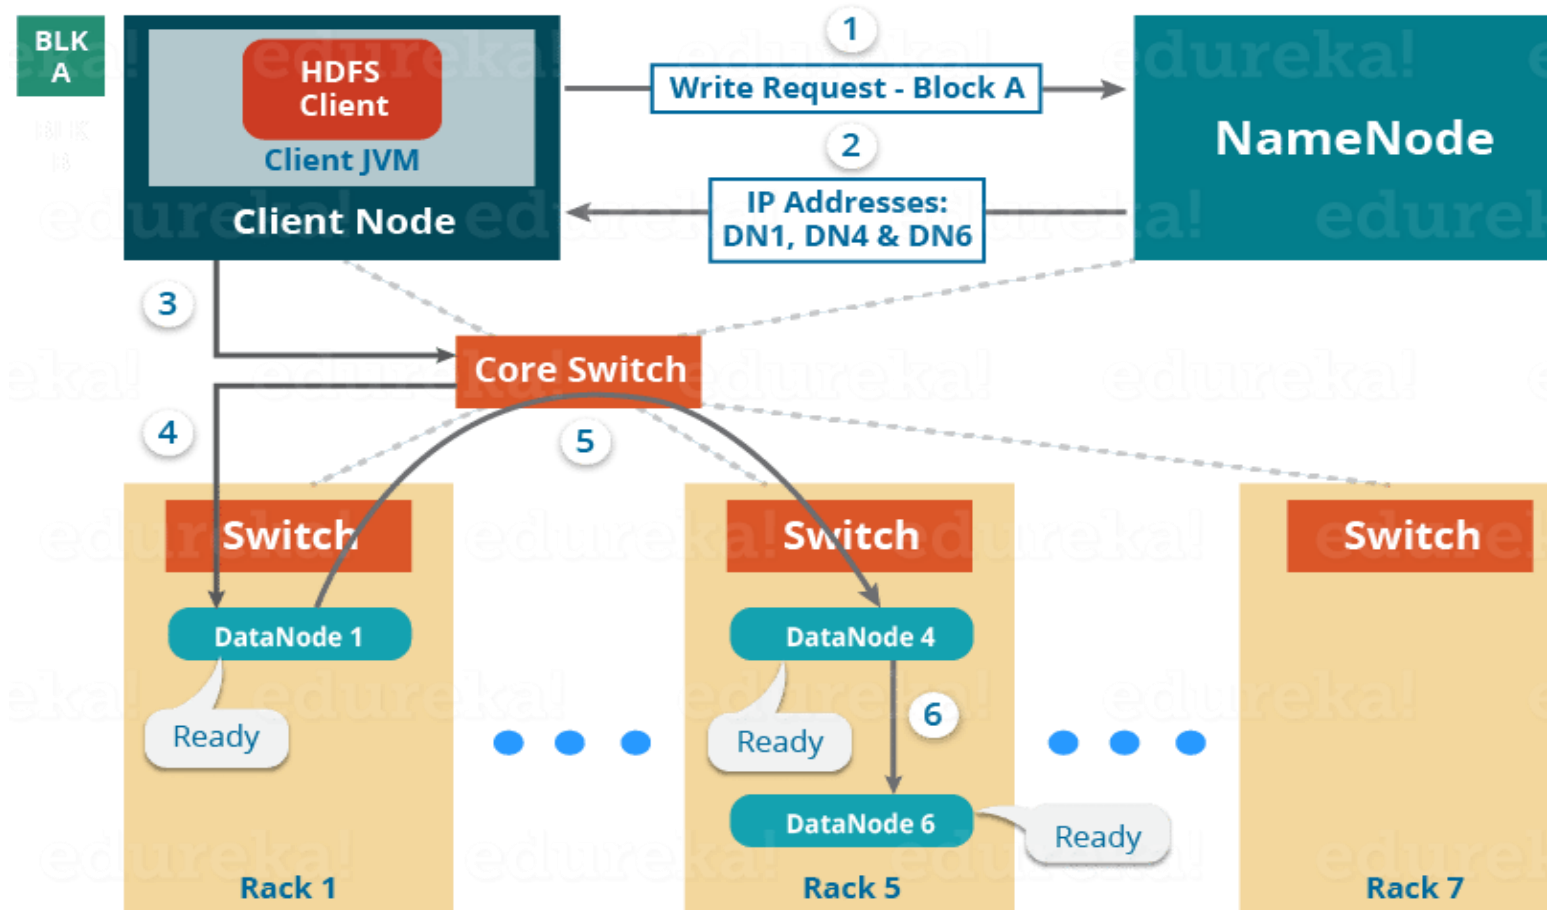 BLK
A
HDFS
Client
Client JVM
Client Node
1
Write Request - Block A
2
IP Addresses:
DN1, DN4 & DN6
NameNode
3
Core Switch
4
5
Switch
Switch
Switch
DataNode 1
DataNode 4
Ready
Ready
6
DataNode 6
Ready
Rack 1
Rack 5
Rack 7
edureka!